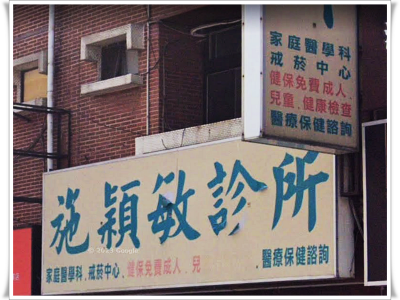 家庭醫學科
戒菸中心
健保免費成人、
兒童、健康檢查
醫療保健諮詢
施穎敏診所
家庭醫學科、戒菸中心、健保免費成人、兒
、醫療保健諮詢
© 2015 Google